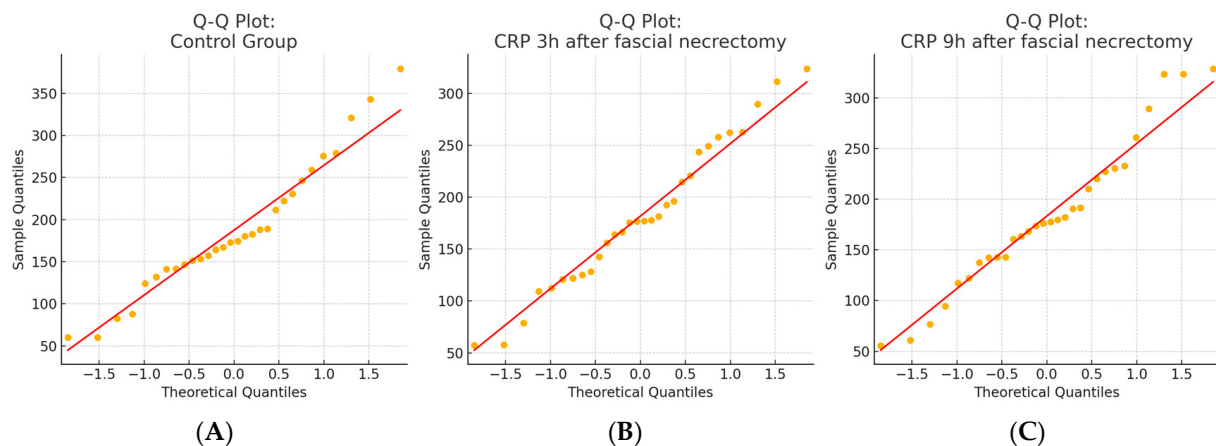 Q-Q Plot:
Control Group
350
300
250
200
150
100
50
Sample Quantiles
−1.5 −1.0 −0.5 0.0 0.5 1.0 1.5
Theoretical Quantiles
(A)
Q-Q Plot:
CRP 3h after fascial necrectomy
300
250
200
150
100
50
Sample Quantiles
−1.5 −1.0 −0.5 0.0 0.5 1.0 1.5
Theoretical Quantiles
(B)
Q-Q Plot:
CRP 9h after fascial necrectomy
300
250
200
150
100
50
Sample Quantiles
−1.5 −1.0 −0.5 0.0 0.5 1.0 1.5
Theoretical Quantiles
(C)